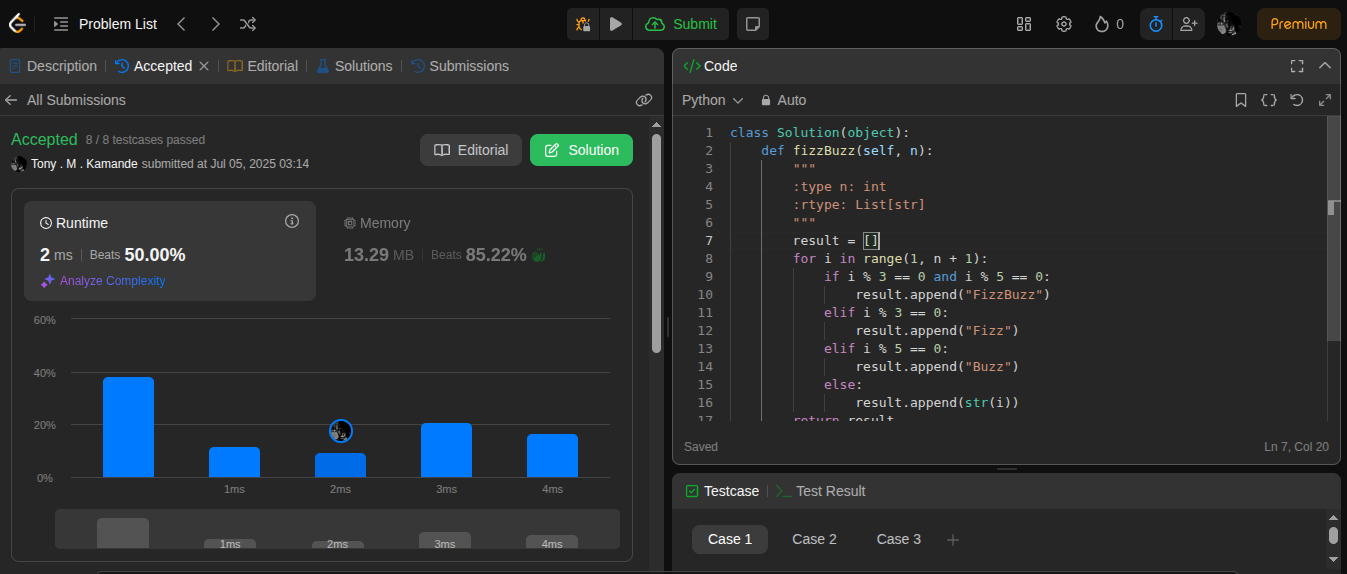 Problem List
Submit
0
Premium
Description
Accepted
Editorial
Solutions
Submissions
All Submissions
Accepted 8 / 8 testcases passed
Tony . M . Kamande submitted at Jul 05, 2025 03:14
Editorial
Solution
Runtime
2 ms Beats 50.00%
Analyze Complexity
Memory
13.29 MB Beats 85.22%
60%
40%
20%
0%
1ms 2ms 3ms 4ms
1ms 2ms 3ms 4ms
</> Code
Python Auto
1 class Solution(object):
2 def fizzBuzz(self, n):
3 """
4 :type n: int
5 :rtype: List[str]
6 """
7 result = []
8 for i in range(1, n + 1):
9 if i % 3 == 0 and i % 5 == 0:
10 result.append("FizzBuzz")
11 elif i % 3 == 0:
12 result.append("Fizz")
13 elif i % 5 == 0:
14 result.append("Buzz")
15 else:
16 result.append(str(i))
17 return result
Saved Ln 7, Col 20
Testcase
Test Result
Case 1 Case 2 Case 3 +